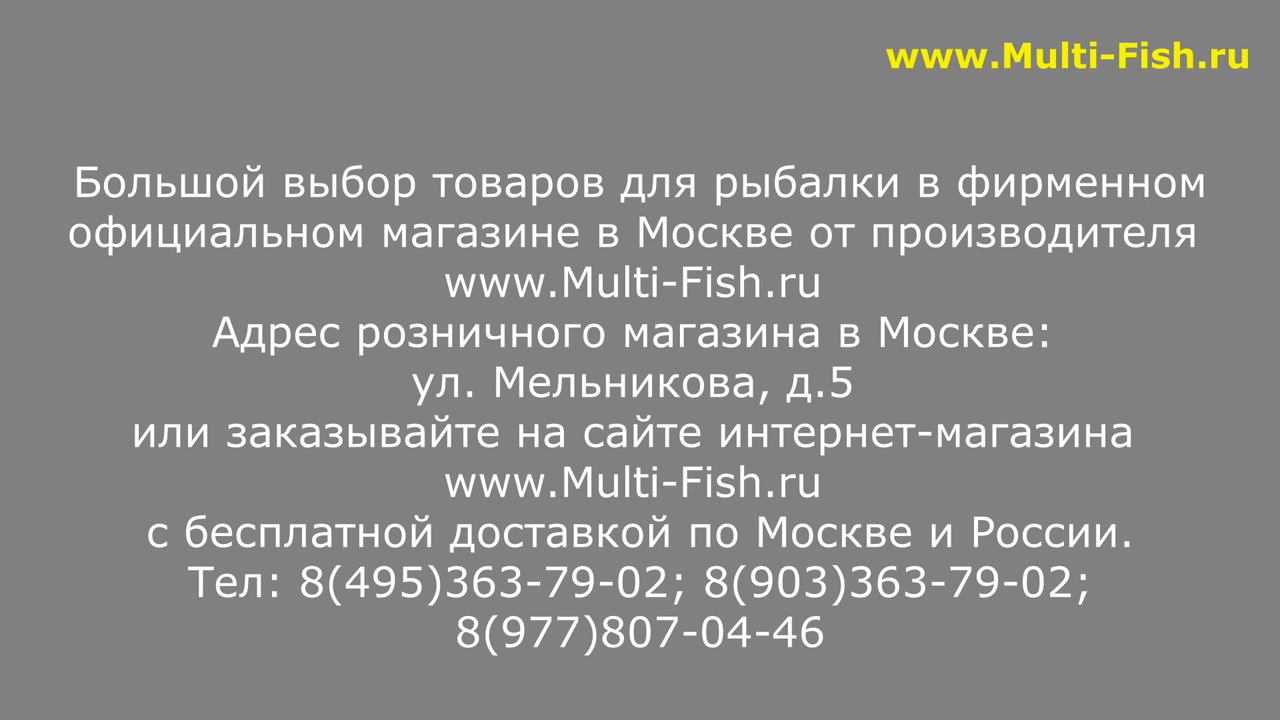 www.Multi-Fish.ru
Большой выбор товаров для рыбалки в фирменном
официальном магазине в Москве от производителя
www.Multi-Fish.ru
Адрес розничного магазина в Москве:
ул. Мельникова, д.5
или заказывайте на сайте интернет-магазина
www.Multi-Fish.ru
с бесплатной доставкой по Москве и России.
Тел: 8(495)363-79-02; 8(903)363-79-02;
8(977)807-04-46